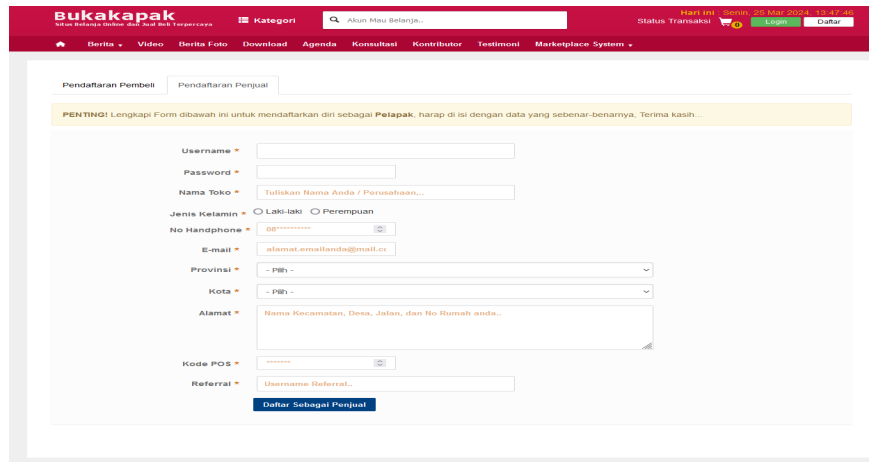 Bukakapak
Situs Belanja Online dan Jual Beli Terpercaya
Kategori
Akun Mau Belanja..
Hari ini : Senin, 25 Mar 2024, 13:47:46
Status Transaksi 0 Login Daftar
Berita Video Berita Foto Download Agenda Konsultasi Kontributor Testimoni Marketplace System
Pendaftaran Pembeli Pendaftaran Penjual
PENTING! Lengkapi Form dibawah ini untuk mendaftarkan diri sebagai Pelapak, harap di isi dengan data yang sebenar-benarnya, Terima kasih...
Username *
Password *
Nama Toko * Tuliskan Nama Anda / Perusahaan,..
Jenis Kelamin * Laki-laki Perempuan
No Handphone * 08**********
E-mail * alamat.emailanda@mail.cr
Provinsi * - Pilih -
Kota * - Pilih -
Alamat * Nama Kecamatan, Desa, Jalan, dan No Rumah anda..
Kode POS * *******
Referral * Username Referral..
Daftar Sebagai Penjual